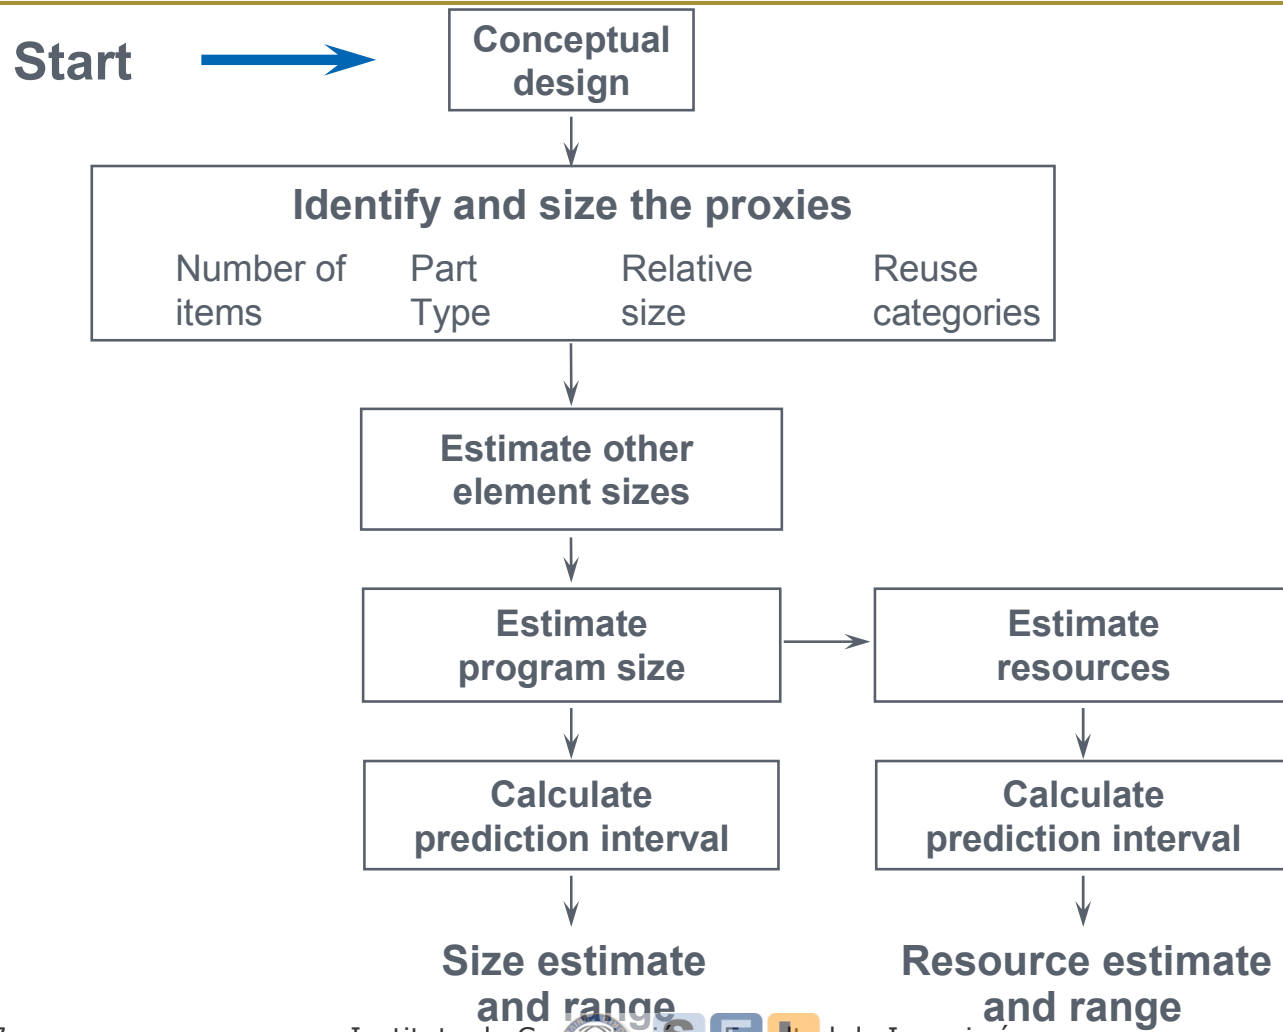 Start
Conceptual
design
Identify and size the proxies
Number of
items
Part
Type
Relative
size
Reuse
categories
Estimate other
element sizes
Estimate
program size
Estimate
resources
Calculate
prediction interval
Calculate
prediction interval
Size estimate
and range
Resource estimate
and range